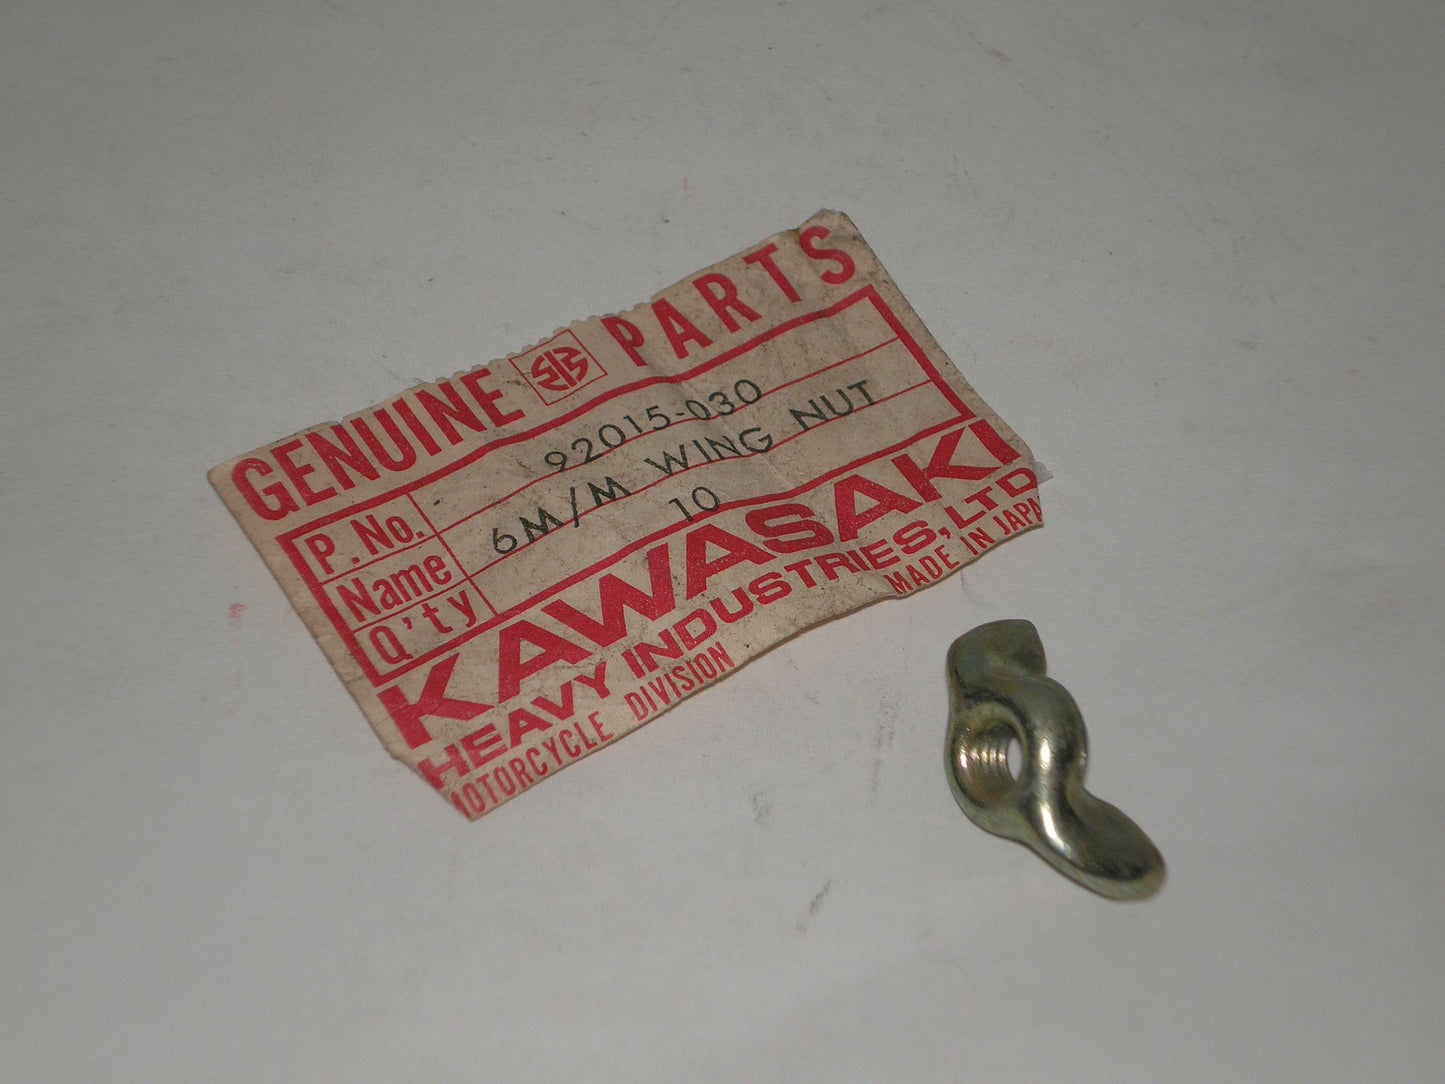 GENUINE PARTS
P. No. 92015-030
Name 6M/M WING NUT
Q'ty 10
KAWASAKI
HEAVY INDUSTRIES, LTD
MOTORCYCLE DIVISION MADE IN JAPA